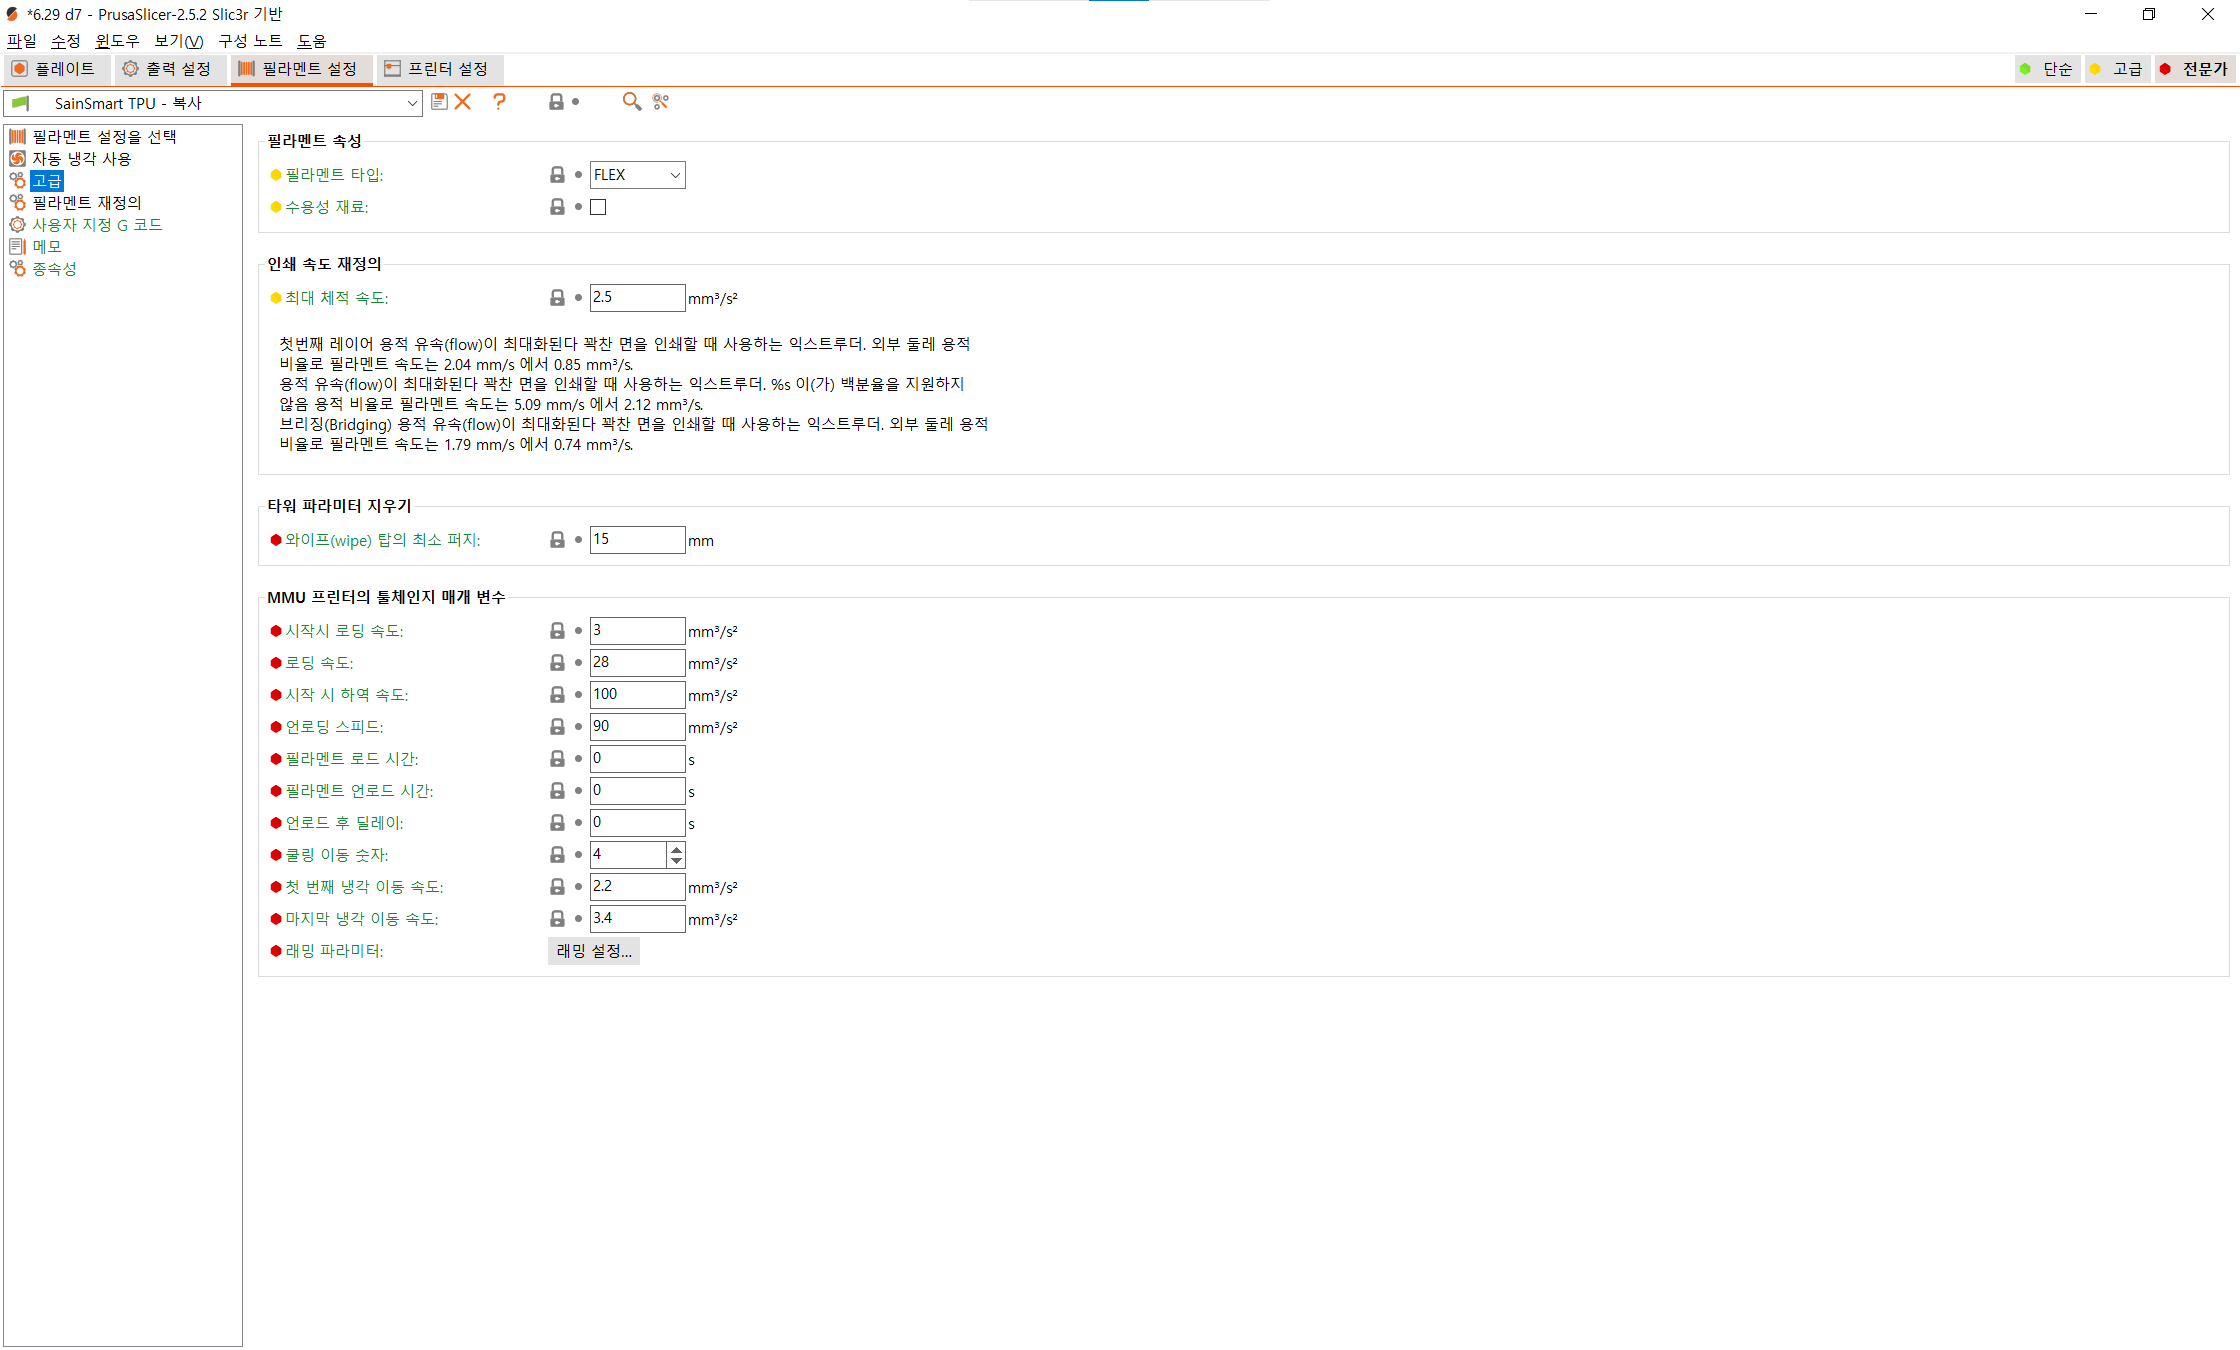 *6.29 d7 - PrusaSlicer-2.5.2 Slic3r 기반
파일 수정 윈도우 보기(V) 구성 노트 도움
플레이트 출력 설정 필라멘트 설정 프린터 설정 단순 고급 전문가
SainSmart TPU - 복사
필라멘트 설정을 선택
자동 냉각 사용
고급
필라멘트 재정의
사용자 지정 G 코드
메모
종속성
필라멘트 속성
필라멘트 타입: FLEX
수용성 재료:
인쇄 속도 재정의
최대 체적 속도: 2.5 mm³/s²
첫번째 레이어 용적 유속(flow)이 최대화된다 꽉찬 면을 인쇄할 때 사용하는 익스트루더. 외부 둘레 용적
비율로 필라멘트 속도는 2.04 mm/s 에서 0.85 mm³/s.
용적 유속(flow)이 최대화된다 꽉찬 면을 인쇄할 때 사용하는 익스트루더. %s 이(가) 백분율을 지원하지
않음 용적 비율로 필라멘트 속도는 5.09 mm/s 에서 2.12 mm³/s.
브리징(Bridging) 용적 유속(flow)이 최대화된다 꽉찬 면을 인쇄할 때 사용하는 익스트루더. 외부 둘레 용적
비율로 필라멘트 속도는 1.79 mm/s 에서 0.74 mm³/s.
타워 파라미터 지우기
와이프(wipe) 탑의 최소 퍼지: 15 mm
MMU 프린터의 툴체인지 매개 변수
시작시 로딩 속도: 3 mm³/s²
로딩 속도: 28 mm³/s²
시작 시 하역 속도: 100 mm³/s²
언로딩 스피드: 90 mm³/s²
필라멘트 로드 시간: 0 s
필라멘트 언로드 시간: 0 s
언로드 후 딜레이: 0 s
쿨링 이동 숫자: 4
첫 번째 냉각 이동 속도: 2.2 mm³/s²
마지막 냉각 이동 속도: 3.4 mm³/s²
래밍 파라미터: 래밍 설정...